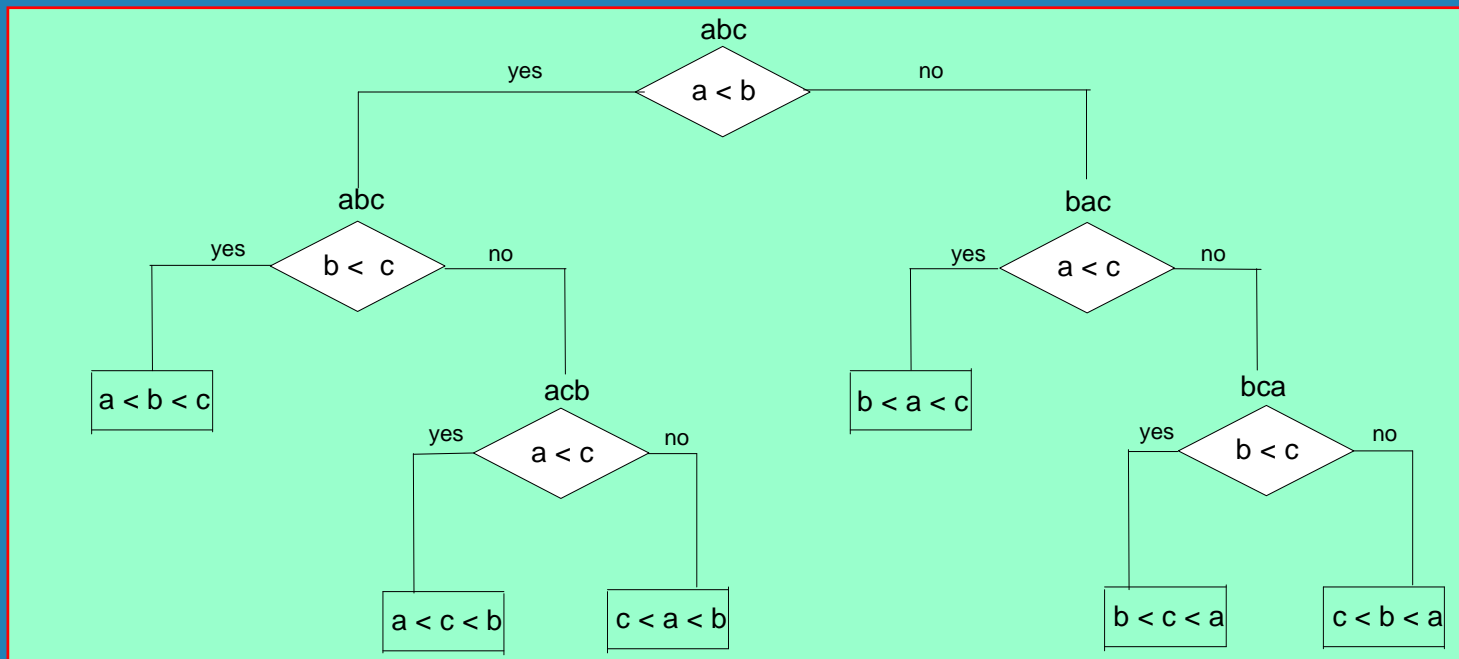 abc
yes
a < b
no
abc
bac
yes
b < c
no
yes
a < c
no
a < b < c
acb
b < a < c
bca
yes
a < c
no
yes
b < c
no
a < c < b
c < a < b
b < c < a
c < b < a